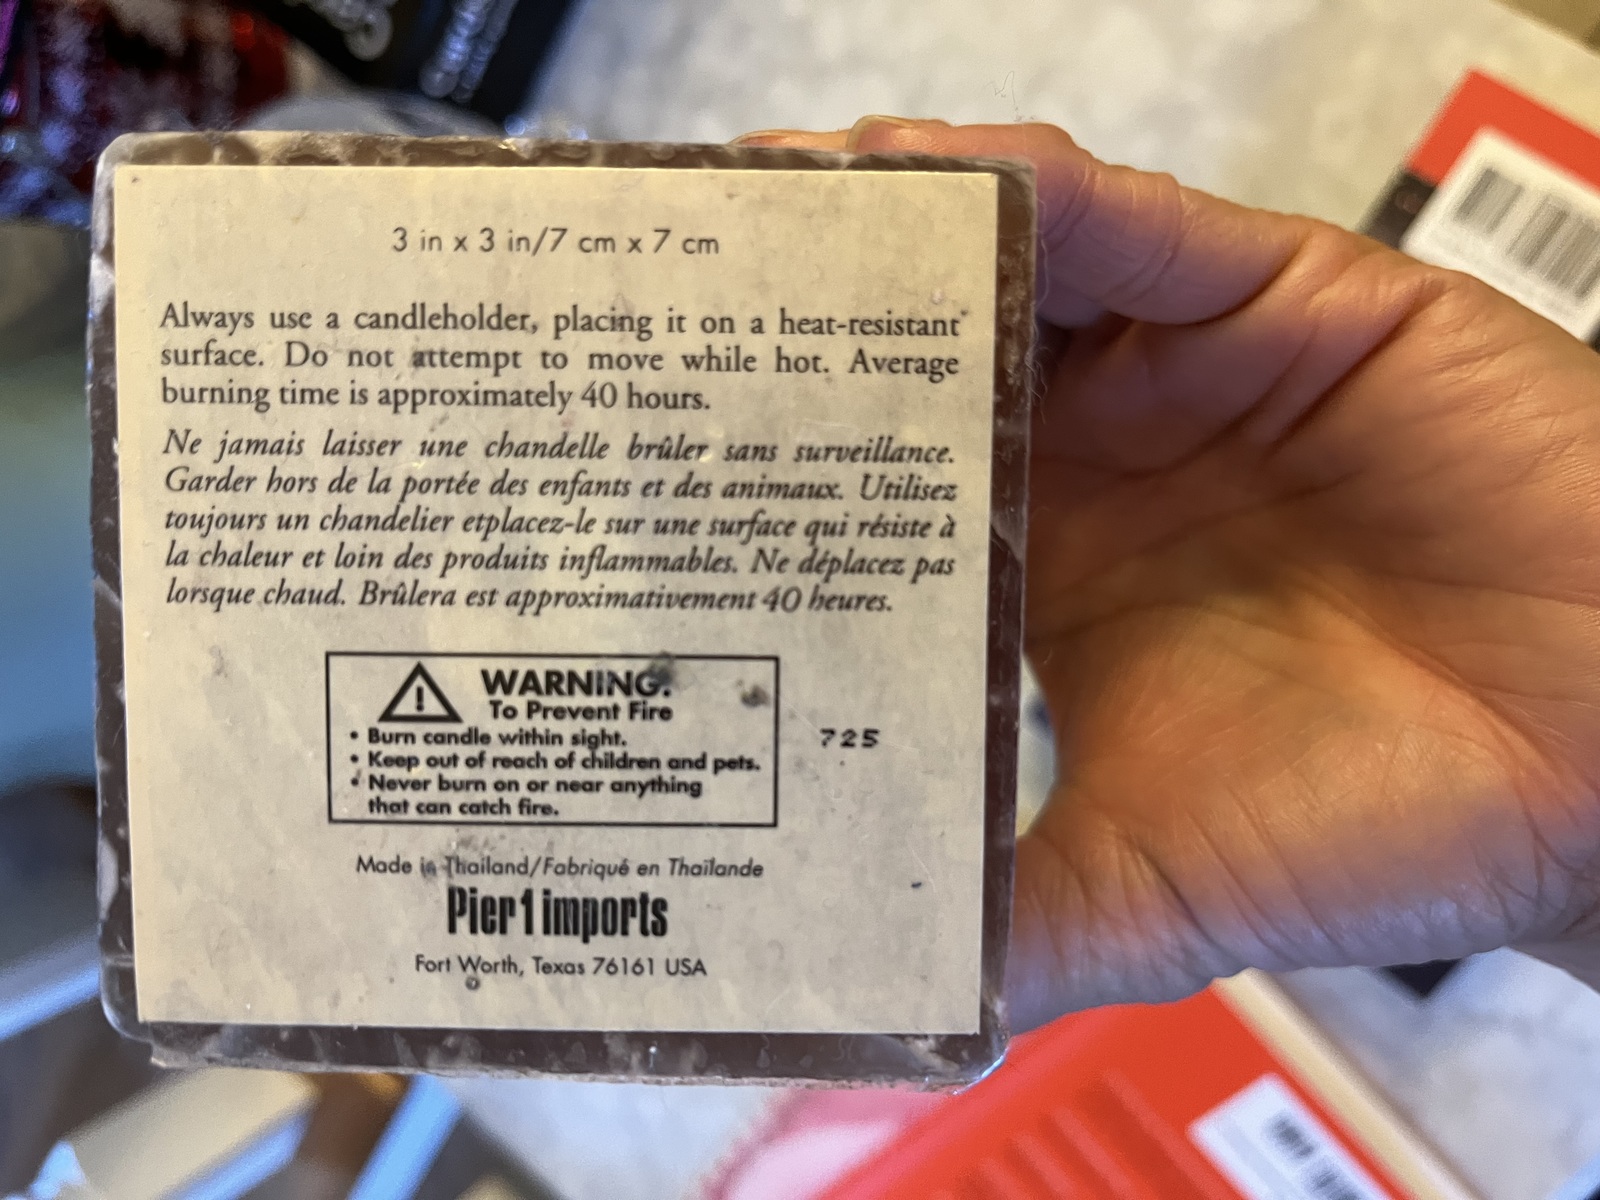 3 in x 3 in/7 cm x 7 cm
Always use a candleholder, placing it on a heat-resistant
surface. Do not attempt to move while hot. Average
burning time is approximately 40 hours.
Ne jamais laisser une chandelle brûler sans surveillance.
Garder hors de la portée des enfants et des animaux. Utilisez
toujours un chandelier etplacez-le sur une surface qui résiste à
la chaleur et loin des produits inflammables. Ne déplacez pas
lorsque chaud. Brûlera est approximativement 40 heures.
WARNING:
To Prevent Fire
• Burn candle within sight.
• Keep out of reach of children and pets.
• Never burn on or near anything
that can catch fire.
725
Made in Thailand/Fabriqué en Thaïlande
Pier 1 imports
Fort Worth, Texas 76161 USA